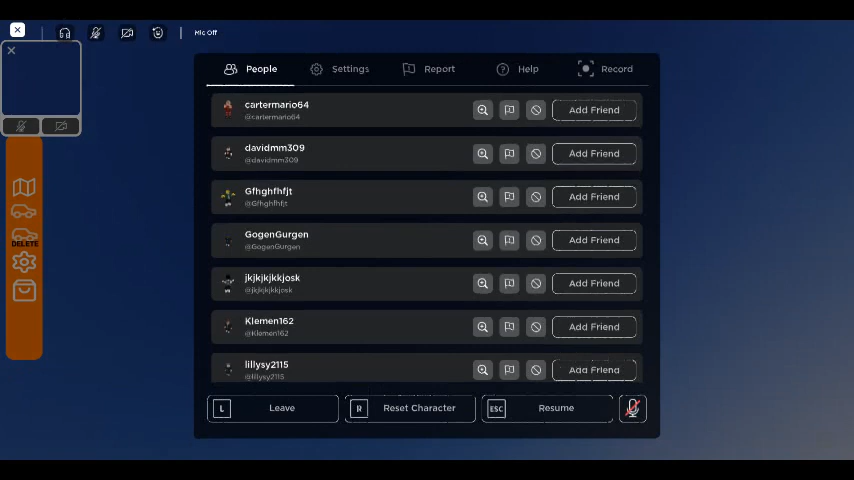 Mic Off
People
Settings
Report
Help
Record
cartermario64
@cartermario64
Add Friend
davidmm309
@davidmm309
Add Friend
Gfhghfhfjt
@Gfhghfhfjt
Add Friend
GogenGurgen
@GogenGurgen
Add Friend
jkjkjkjkkjosk
@jkjkjkjkkjosk
Add Friend
Klemen162
@Klemen162
Add Friend
lillysy2115
@lillysy2115
Add Friend
DELETE
L Leave
R Reset Character
ESC Resume